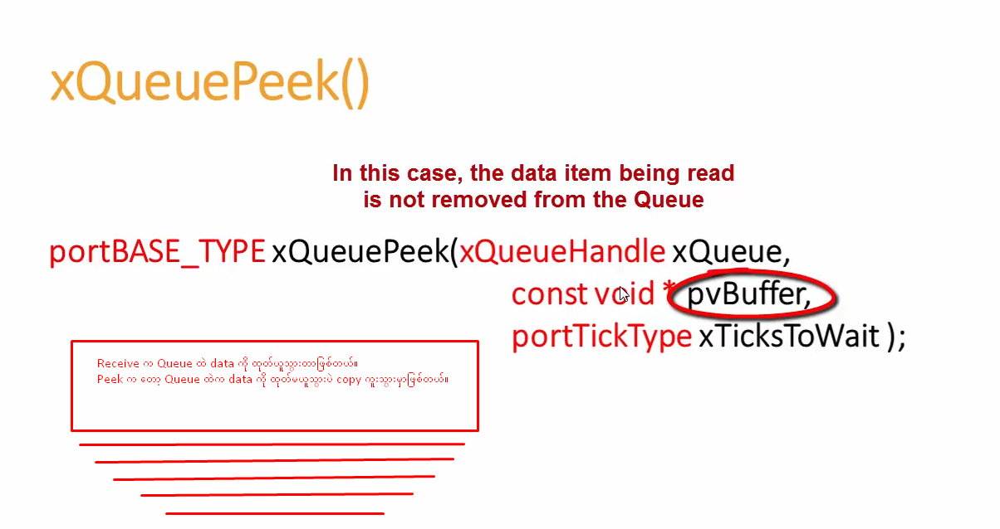 xQueuePeek()
In this case, the data item being read
is not removed from the Queue
portBASE_TYPE xQueuePeek(xQueueHandle xQueue,
const void * pvBuffer,
portTickType xTicksToWait );
Receive က Queue ထဲ data ကို ထုတ်ယူသွားတာဖြစ်တယ်။
Peek က တော့ Queue ထဲက data ကို ထုတ်မယူသွားပဲ copy ကူးသွားမှာဖြစ်တယ်။